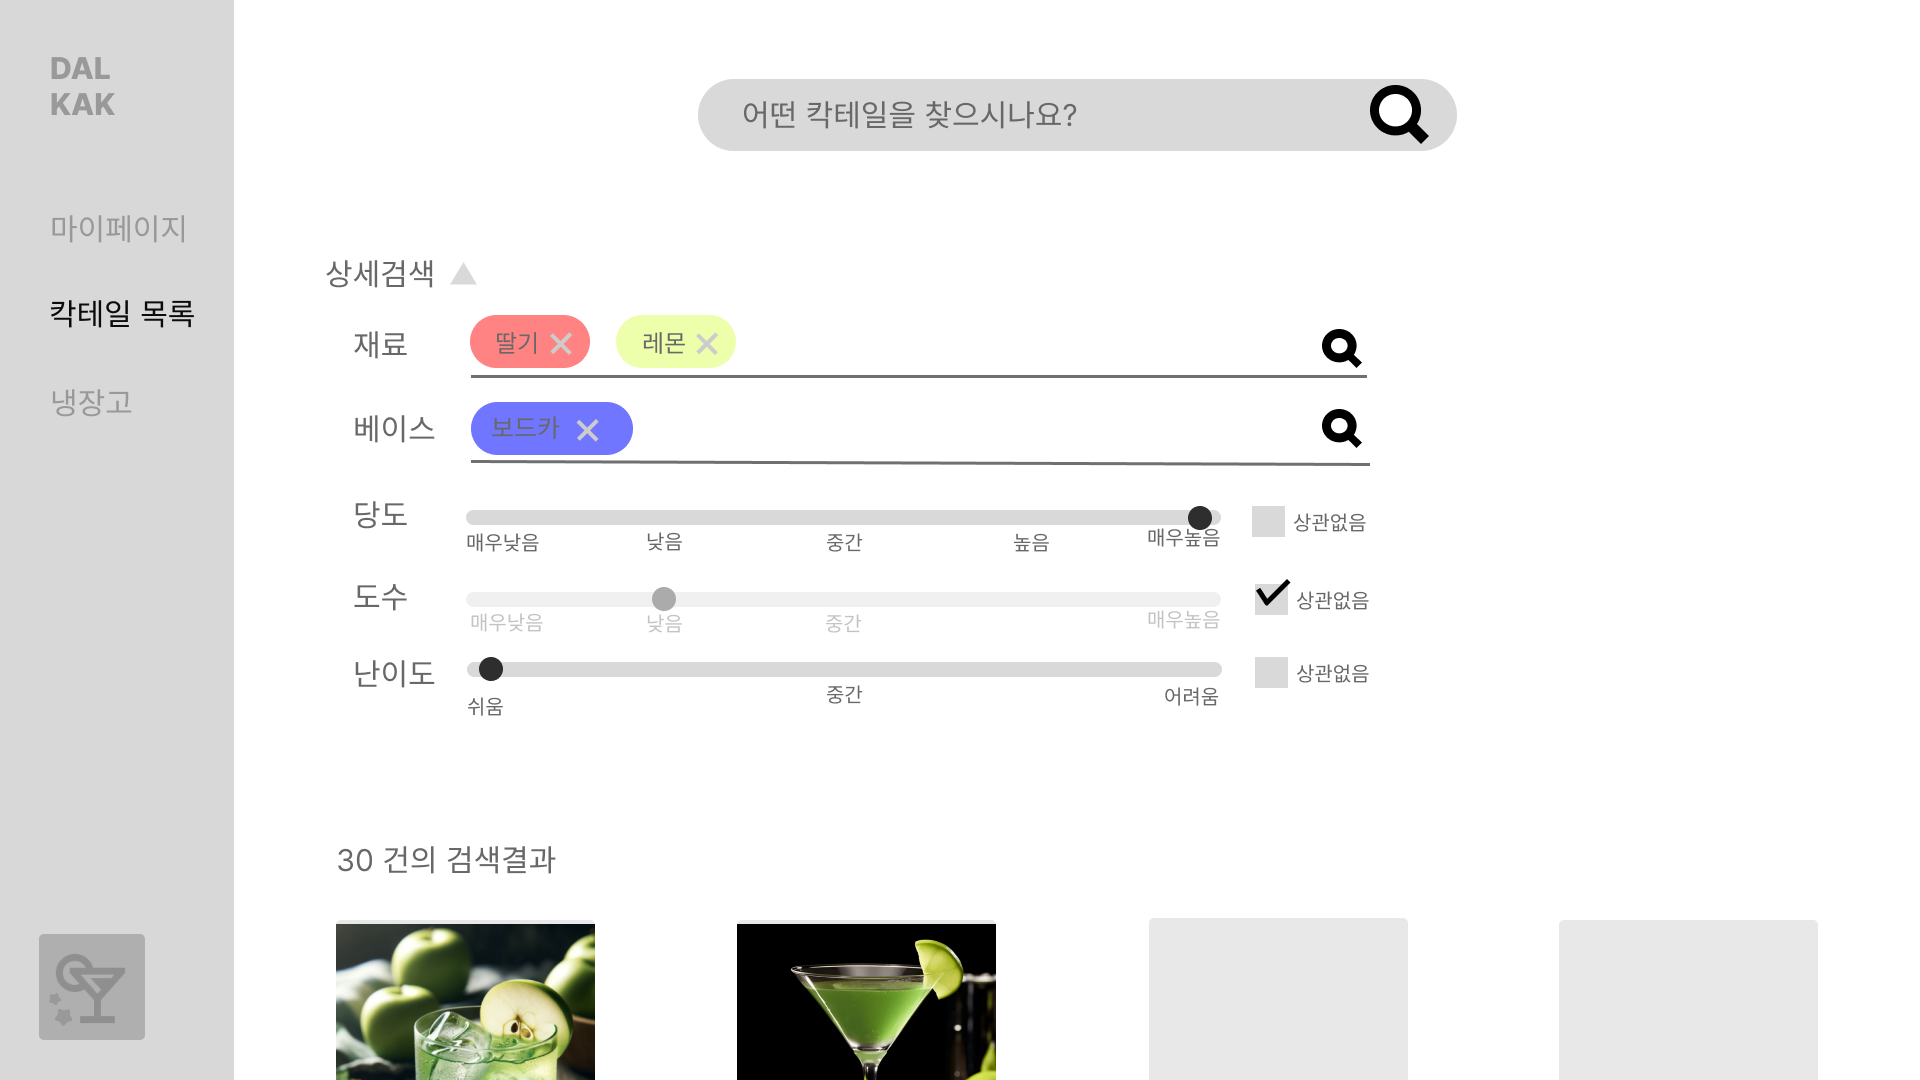 DAL
KAK
마이페이지
칵테일 목록
냉장고
어떤 칵테일을 찾으시나요?
상세검색
재료 딸기 레몬
베이스 보드카
당도
매우낮음 낮음 중간 높음 매우높음 상관없음
도수
매우낮음 낮음 중간 매우높음 상관없음
난이도
쉬움 중간 어려움 상관없음
30 건의 검색결과